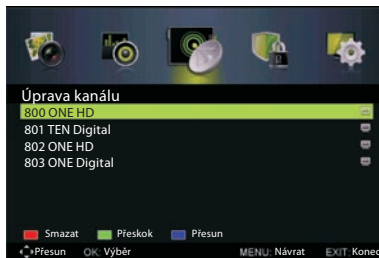 Úprava kanálu
800 ONE HD
801 TEN Digital
802 ONE HD
803 ONE Digital
Smazat Přeskok Přesun
Přesun OK: Výběr MENU: Návrat EXIT: Konec